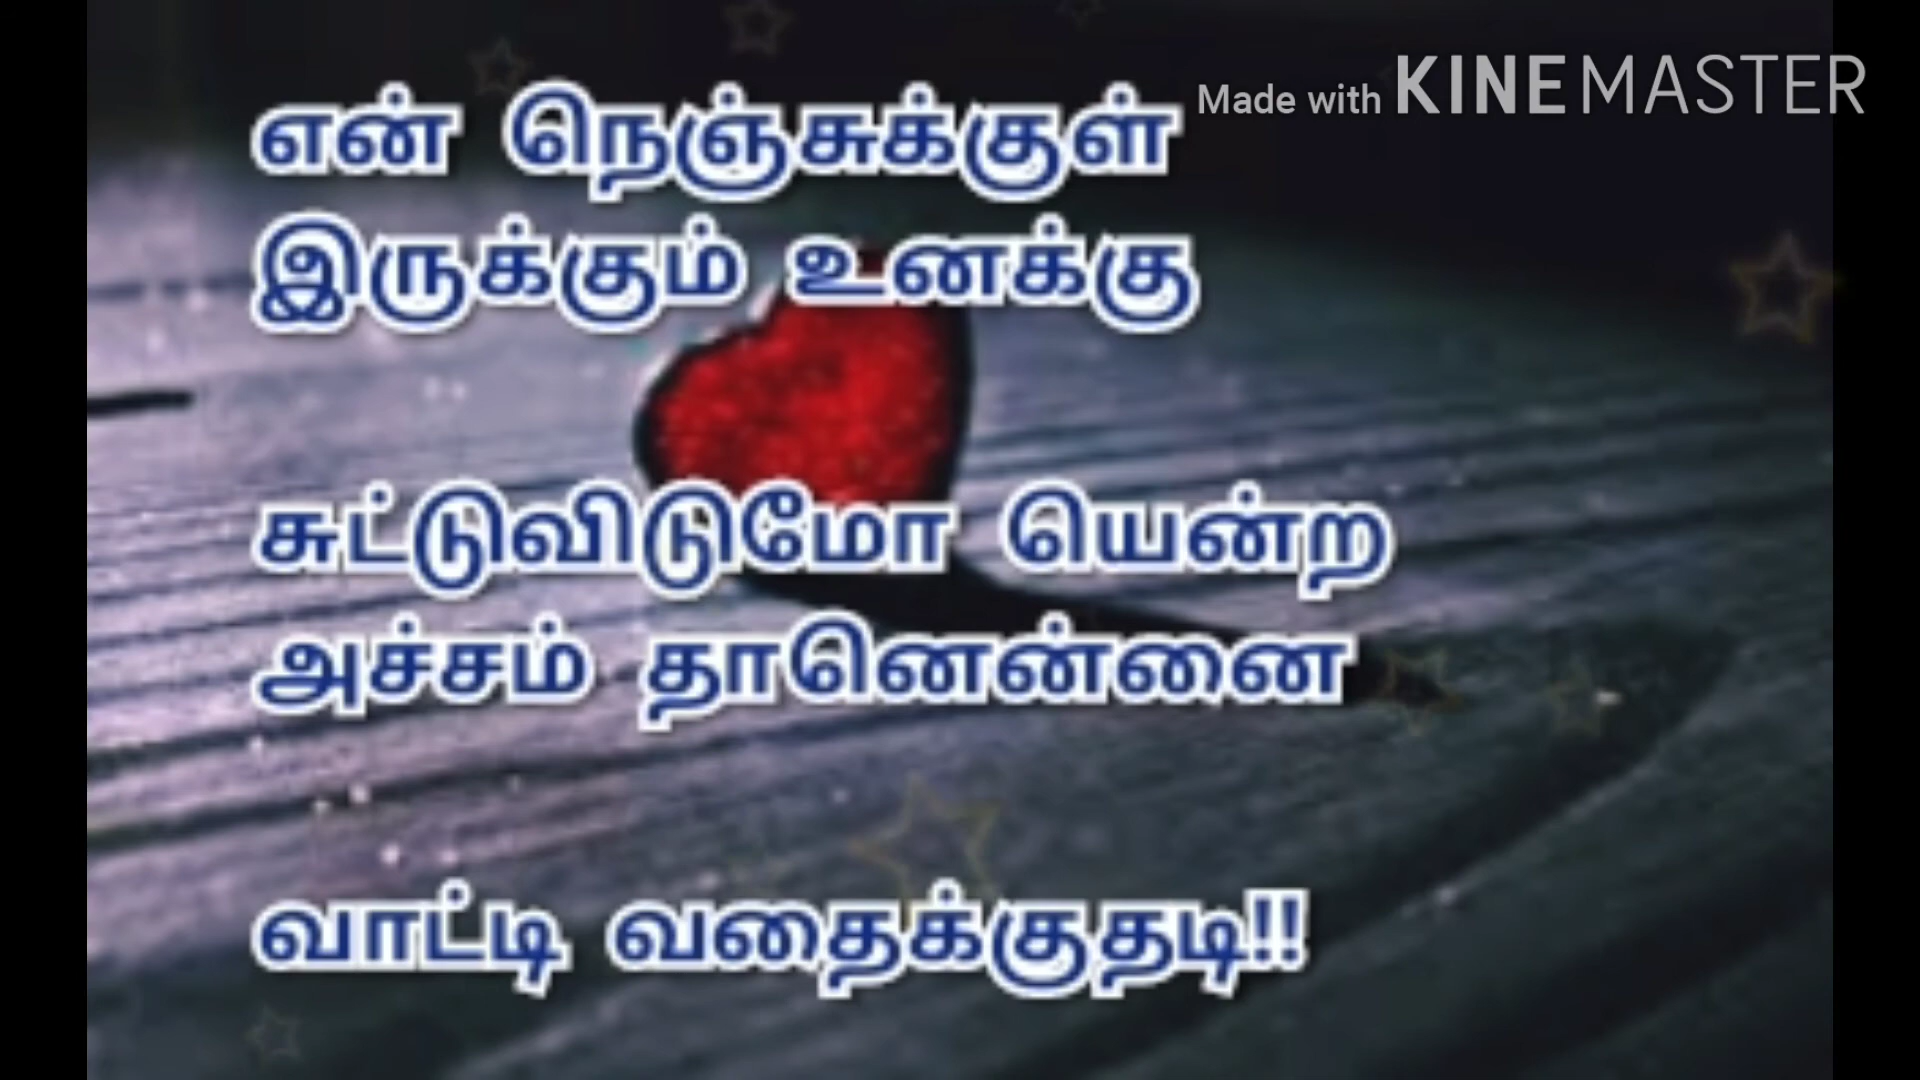 Made with KINEMASTER
என் நெஞ்சுக்குள்
இருக்கும் உனக்கு
சுட்டுவிடுமோ யென்ற
அச்சம் தானென்னை
வாட்டி வதைக்குதடி!!